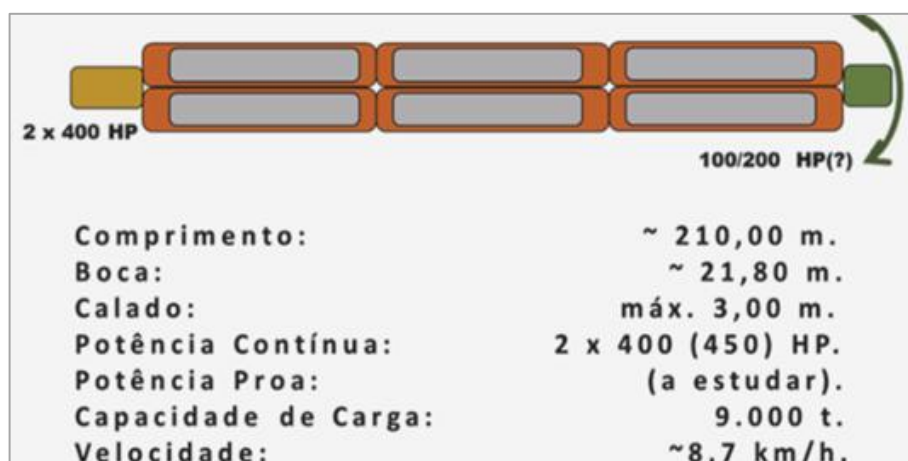 2 x 400 HP
100/200 HP(?)
Comprimento: ~ 210,00 m.
Boca: ~ 21,80 m.
Calado: máx. 3,00 m.
Potência Contínua: 2 x 400 (450) HP.
Potência Proa: (a estudar).
Capacidade de Carga: 9.000 t.
Velocidade: ~8,7 km/h.